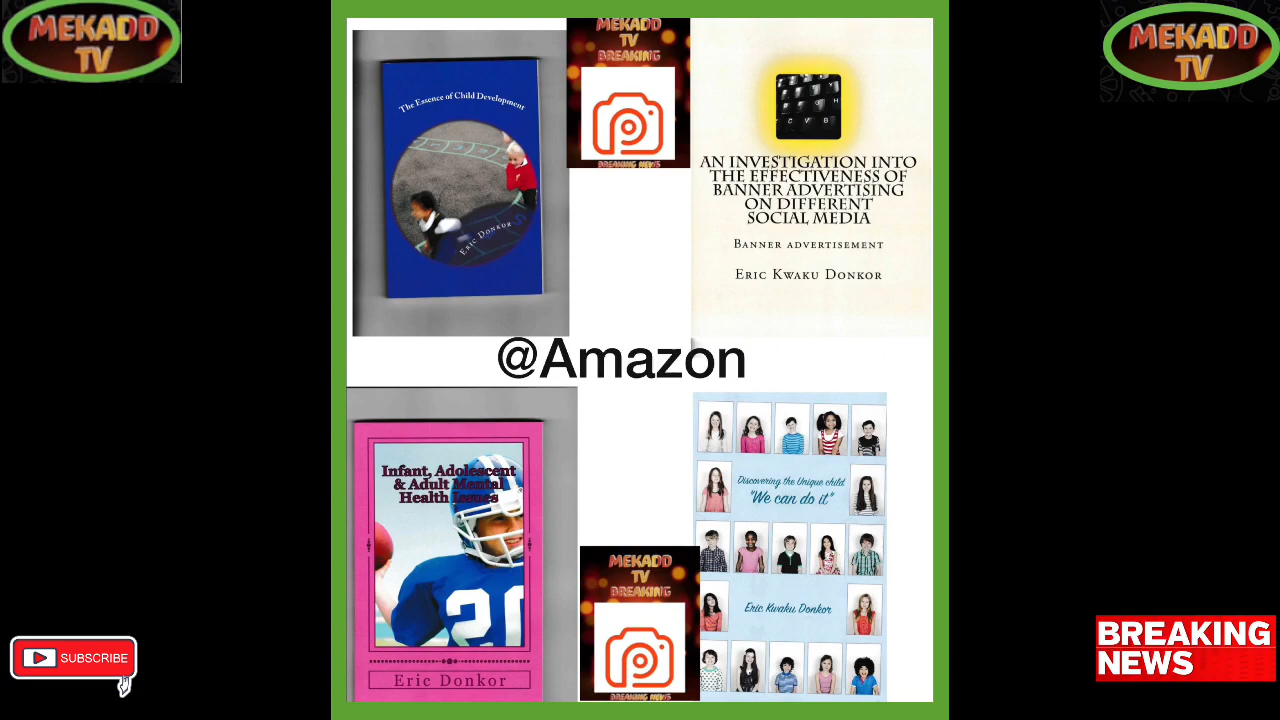 MEKADD
TV
MEKADD
TV
BREAKING
BREAKING NEWS
MEKADD
TV
The Essence of Child Development
Eric Donkor
Y
G H
C V B
AN INVESTIGATION INTO
THE EFFECTIVENESS OF
BANNER ADVERTISING
ON DIFFERENT
SOCIAL MEDIA
Banner advertisement
Eric Kwaku Donkor
@Amazon
Infant, Adolescent
& Adult Mental
Health Issues
20
Eric Donkor
Discovering the Unique child
"We can do it"
Eric Kwaku Donkor
MEKADD
TV
BREAKING
BREAKING NEWS
SUBSCRIBE
BREAKING
NEWS